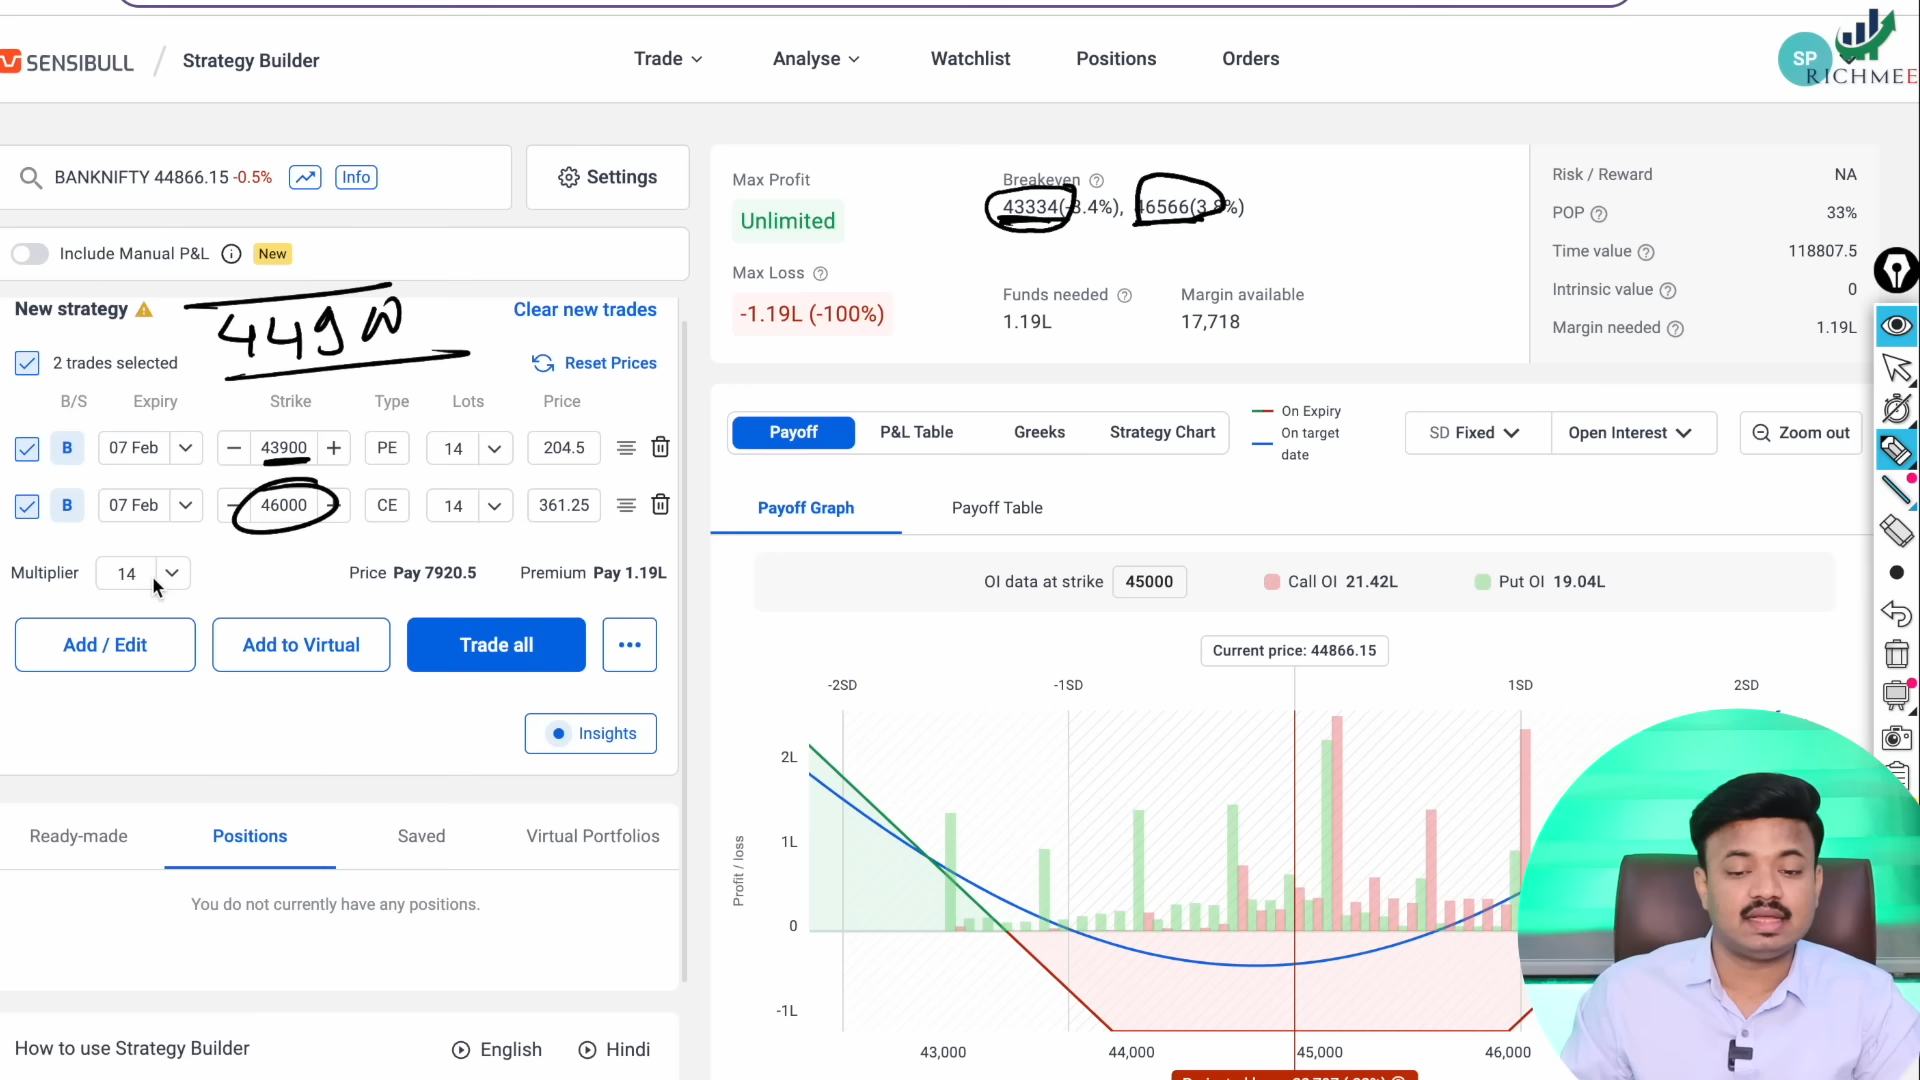 SENSIBULL
Strategy Builder
Trade
Analyse
Watchlist
Positions
Orders
SP
RICHMEE
BANKNIFTY 44866.15 -0.5%
Info
Settings
Include Manual P&L
New
New strategy
Clear new trades
2 trades selected
Reset Prices
B/S Expiry Strike Type Lots Price
B 07 Feb - 43900 + PE 14 204.5
B 07 Feb 46000 CE 14 361.25
Multiplier 14 Price Pay 7920.5 Premium Pay 1.19L
Add / Edit
Add to Virtual
Trade all
Insights
Ready-made
Positions
Saved
Virtual Portfolios
You do not currently have any positions.
How to use Strategy Builder
English
Hindi
Max Profit
Unlimited
Max Loss
-1.19L (-100%)
Breakeven
43334(-3.4%), 46566(3.8%)
Funds needed
1.19L
Margin available
17,718
Risk / Reward NA
POP 33%
Time value 118807.5
Intrinsic value 0
Margin needed 1.19L
Payoff
P&L Table
Greeks
Strategy Chart
On Expiry
On target
date
SD Fixed
Open Interest
Zoom out
Payoff Graph
Payoff Table
OI data at strike 45000 Call OI 21.42L Put OI 19.04L
Current price: 44866.15
-2SD -1SD 1SD 2SD
2L
1L
0
-1L
Profit / loss
43,000 44,000 45,000 46,000